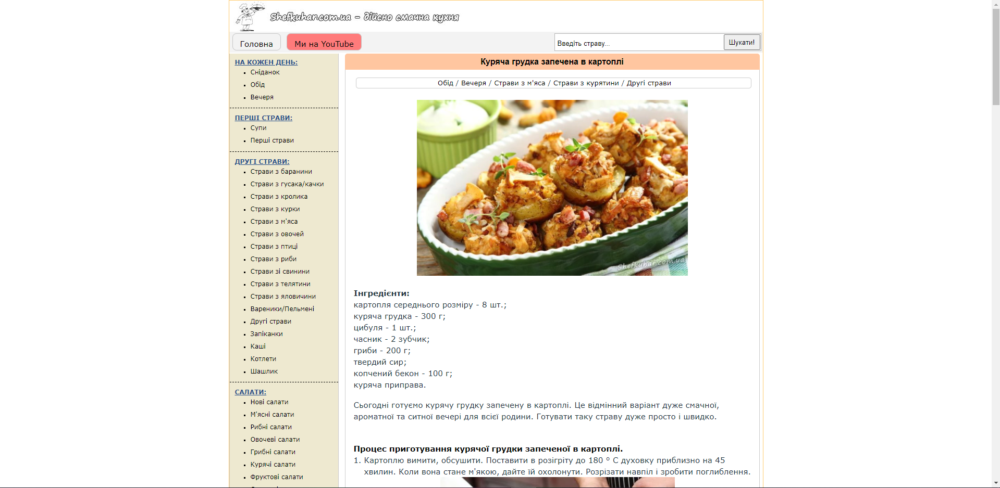 Shefkuhar.com.ua - дійсно смачна кухня
Головна
Ми на YouTube
Введіть страву...
Шукати!
НА КОЖЕН ДЕНЬ:
Сніданок
Обід
Вечеря
ПЕРШІ СТРАВИ:
Супи
Перші страви
ДРУГІ СТРАВИ:
Страви з баранини
Страви з гусака/качки
Страви з кролика
Страви з курки
Страви з м'яса
Страви з овочей
Страви з птиці
Страви з риби
Страви зі свинини
Страви з телятини
Страви з яловичини
Вареники/Пельмені
Другі страви
Запіканки
Каші
Котлети
Шашлик
САЛАТИ:
Нові салати
М'ясні салати
Рибні салати
Овочеві салати
Грибні салати
Курячі салати
Фруктові салати
Куряча грудка запечена в картоплі
Обід / Вечеря / Страви з м'яса / Страви з курятини / Другі страви
Shefkuhar.com.ua
Інгредієнти:
картопля середнього розміру - 8 шт.;
куряча грудка - 300 г;
цибуля - 1 шт.;
часник - 2 зубчик;
гриби - 200 г;
твердий сир;
копчений бекон - 100 г;
куряча приправа.
Сьогодні готуємо курячу грудку запечену в картоплі. Це відмінний варіант дуже смачної,
ароматної та ситної вечері для всієї родини. Готувати таку страву дуже просто і швидко.
Процес приготування курячої грудки запеченої в картоплі.
1. Картоплю вимити, обсушити. Поставити в розігріту до 180 ° С духовку приблизно на 45
хвилин. Коли вона стане м'якою, дайте їй охолонути. Розрізати навпіл і зробити поглиблення.